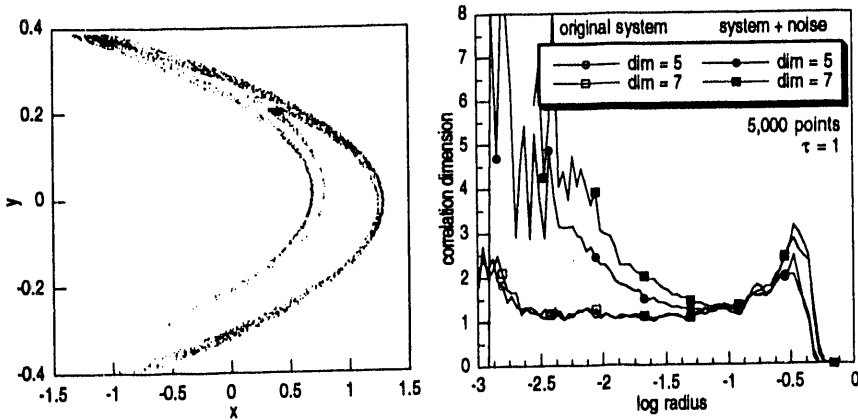 0.4
0.2
0
-0.2
-0.4
y
-1.5 -1.0 -0.5 0 0.5 1.0 1.5
x
8
7
6
5
4
3
2
1
0
correlation dimension
original system system + noise
dim = 5 dim = 5
dim = 7 dim = 7
5,000 points
τ = 1
-3 -2.5 -2 -1.5 -1 -0.5 0
log radius